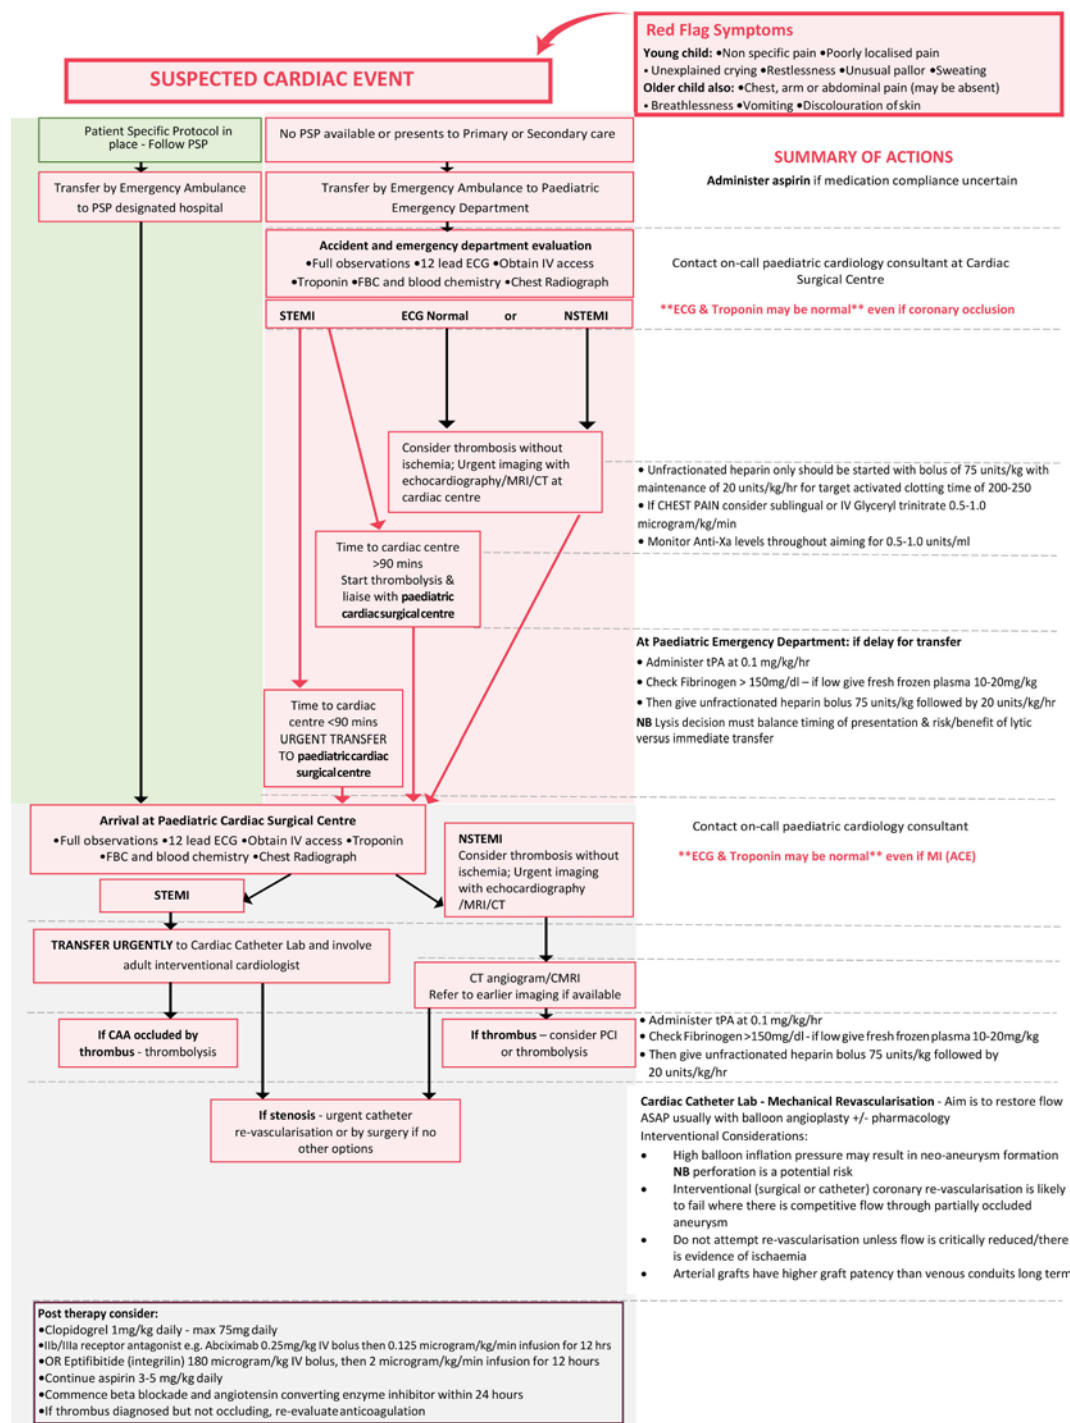 Red Flag Symptoms
Young child: •Non specific pain •Poorly localised pain
• Unexplained crying •Restlessness •Unusual pallor •Sweating
Older child also: •Chest, arm or abdominal pain (may be absent)
• Breathlessness •Vomiting •Discolouration of skin
SUSPECTED CARDIAC EVENT
Patient Specific Protocol in
place - Follow PSP
No PSP available or presents to Primary or Secondary care
SUMMARY OF ACTIONS
Administer aspirin if medication compliance uncertain
Transfer by Emergency Ambulance
to PSP designated hospital
Transfer by Emergency Ambulance to Paediatric
Emergency Department
Accident and emergency department evaluation
•Full observations •12 lead ECG •Obtain IV access
•Troponin •FBC and blood chemistry •Chest Radiograph
Contact on-call paediatric cardiology consultant at Cardiac
Surgical Centre
**ECG & Troponin may be normal** even if coronary occlusion
STEMI ECG Normal or NSTEMI
Consider thrombosis without
ischemia; Urgent imaging with
echocardiography/MRI/CT at
cardiac centre
• Unfractionated heparin only should be started with bolus of 75 units/kg with
maintenance of 20 units/kg/hr for target activated clotting time of 200-250
• If CHEST PAIN consider sublingual or IV Glyceryl trinitrate 0.5-1.0
microgram/kg/min
• Monitor Anti-Xa levels throughout aiming for 0.5-1.0 units/ml
Time to cardiac centre
>90 mins
Start thrombolysis &
liaise with paediatric
cardiac surgical centre
At Paediatric Emergency Department: if delay for transfer
• Administer tPA at 0.1 mg/kg/hr
• Check Fibrinogen > 150mg/dl – if low give fresh frozen plasma 10-20mg/kg
• Then give unfractionated heparin bolus 75 units/kg followed by 20 units/kg/hr
NB Lysis decision must balance timing of presentation & risk/benefit of lytic
versus immediate transfer
Time to cardiac
centre <90 mins
URGENT TRANSFER
TO paediatric cardiac
surgical centre
Arrival at Paediatric Cardiac Surgical Centre
•Full observations •12 lead ECG •Obtain IV access •Troponin
•FBC and blood chemistry •Chest Radiograph
NSTEMI
Consider thrombosis without
ischemia; Urgent imaging
with echocardiography
/MRI/CT
Contact on-call paediatric cardiology consultant
**ECG & Troponin may be normal** even if MI (ACE)
STEMI
TRANSFER URGENTLY to Cardiac Catheter Lab and involve
adult interventional cardiologist
CT angiogram/CMRI
Refer to earlier imaging if available
If CAA occluded by
thrombus - thrombolysis
If thrombus – consider PCI
or thrombolysis
• Administer tPA at 0.1 mg/kg/hr
• Check Fibrinogen >150mg/dl - if low give fresh frozen plasma 10-20mg/kg
• Then give unfractionated heparin bolus 75 units/kg followed by
20 units/kg/hr
If stenosis - urgent catheter
re-vascularisation or by surgery if no
other options
Cardiac Catheter Lab - Mechanical Revascularisation - Aim is to restore flow
ASAP usually with balloon angioplasty +/- pharmacology
Interventional Considerations:
• High balloon inflation pressure may result in neo-aneurysm formation
NB perforation is a potential risk
• Interventional (surgical or catheter) coronary re-vascularisation is likely
to fail where there is competitive flow through partially occluded
aneurysm
• Do not attempt re-vascularisation unless flow is critically reduced/there
is evidence of ischaemia
• Arterial grafts have higher graft patency than venous conduits long term
Post therapy consider:
•Clopidogrel 1mg/kg daily - max 75mg daily
•IIb/IIIa receptor antagonist e.g. Abciximab 0.25mg/kg IV bolus then 0.125 microgram/kg/min infusion for 12 hrs
•OR Eptifibitide (integrilin) 180 microgram/kg IV bolus, then 2 microgram/kg/min infusion for 12 hours
•Continue aspirin 3-5 mg/kg daily
•Commence beta blockade and angiotensin converting enzyme inhibitor within 24 hours
•If thrombus diagnosed but not occluding, re-evaluate anticoagulation